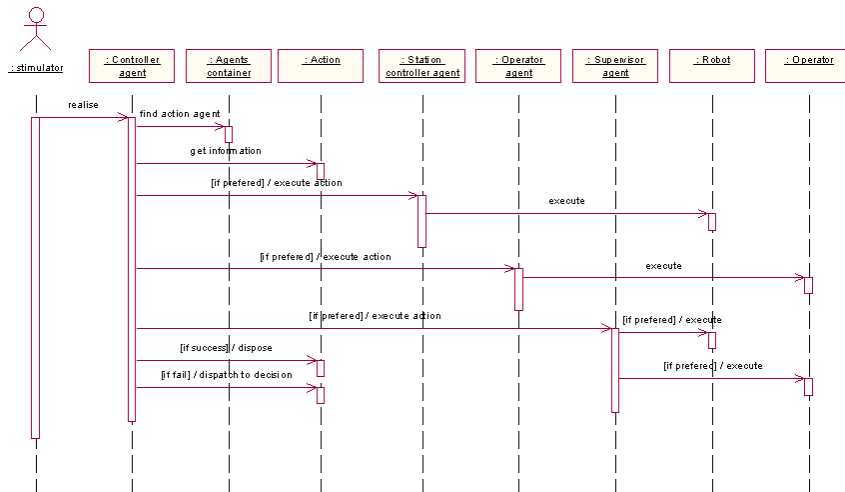 : stimulator
: Controller
agent
: Agents
container
: Action
: Station
controller agent
: Operator
agent
: Supervisor
agent
: Robot
: Operator
realise
find action agent
get information
[if prefered] / execute action
execute
[if prefered] / execute action
execute
[if prefered] / execute action
[if prefered] / execute
[if success] / dispose
[if prefered] / execute
[if fail] / dispatch to decision